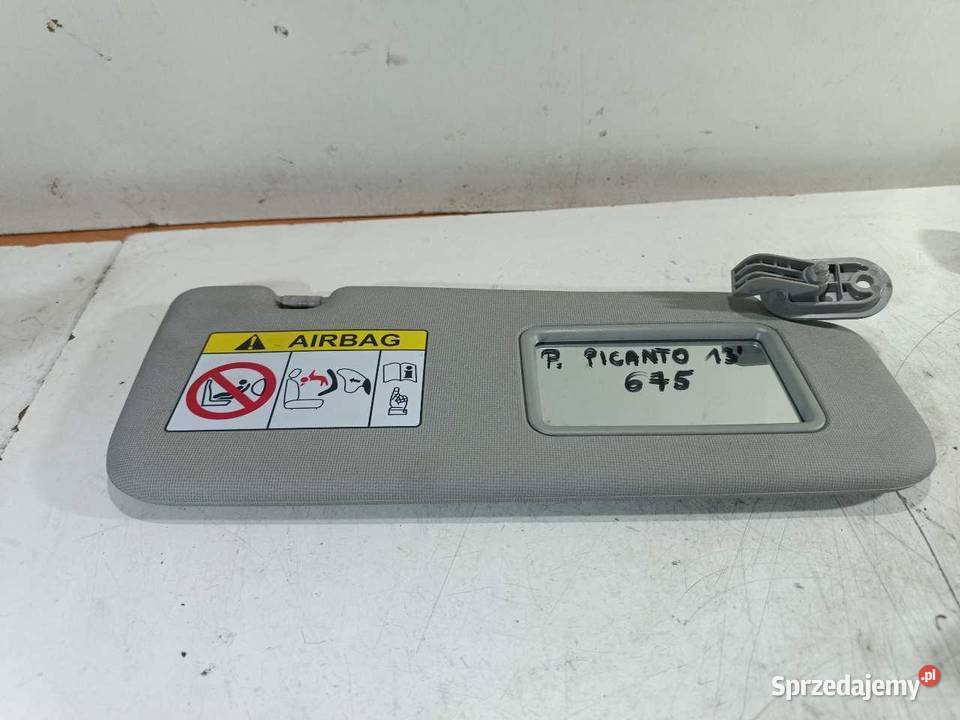 AIRBAG
P. PICANTO 13'
675
Sprzedajemy.pl